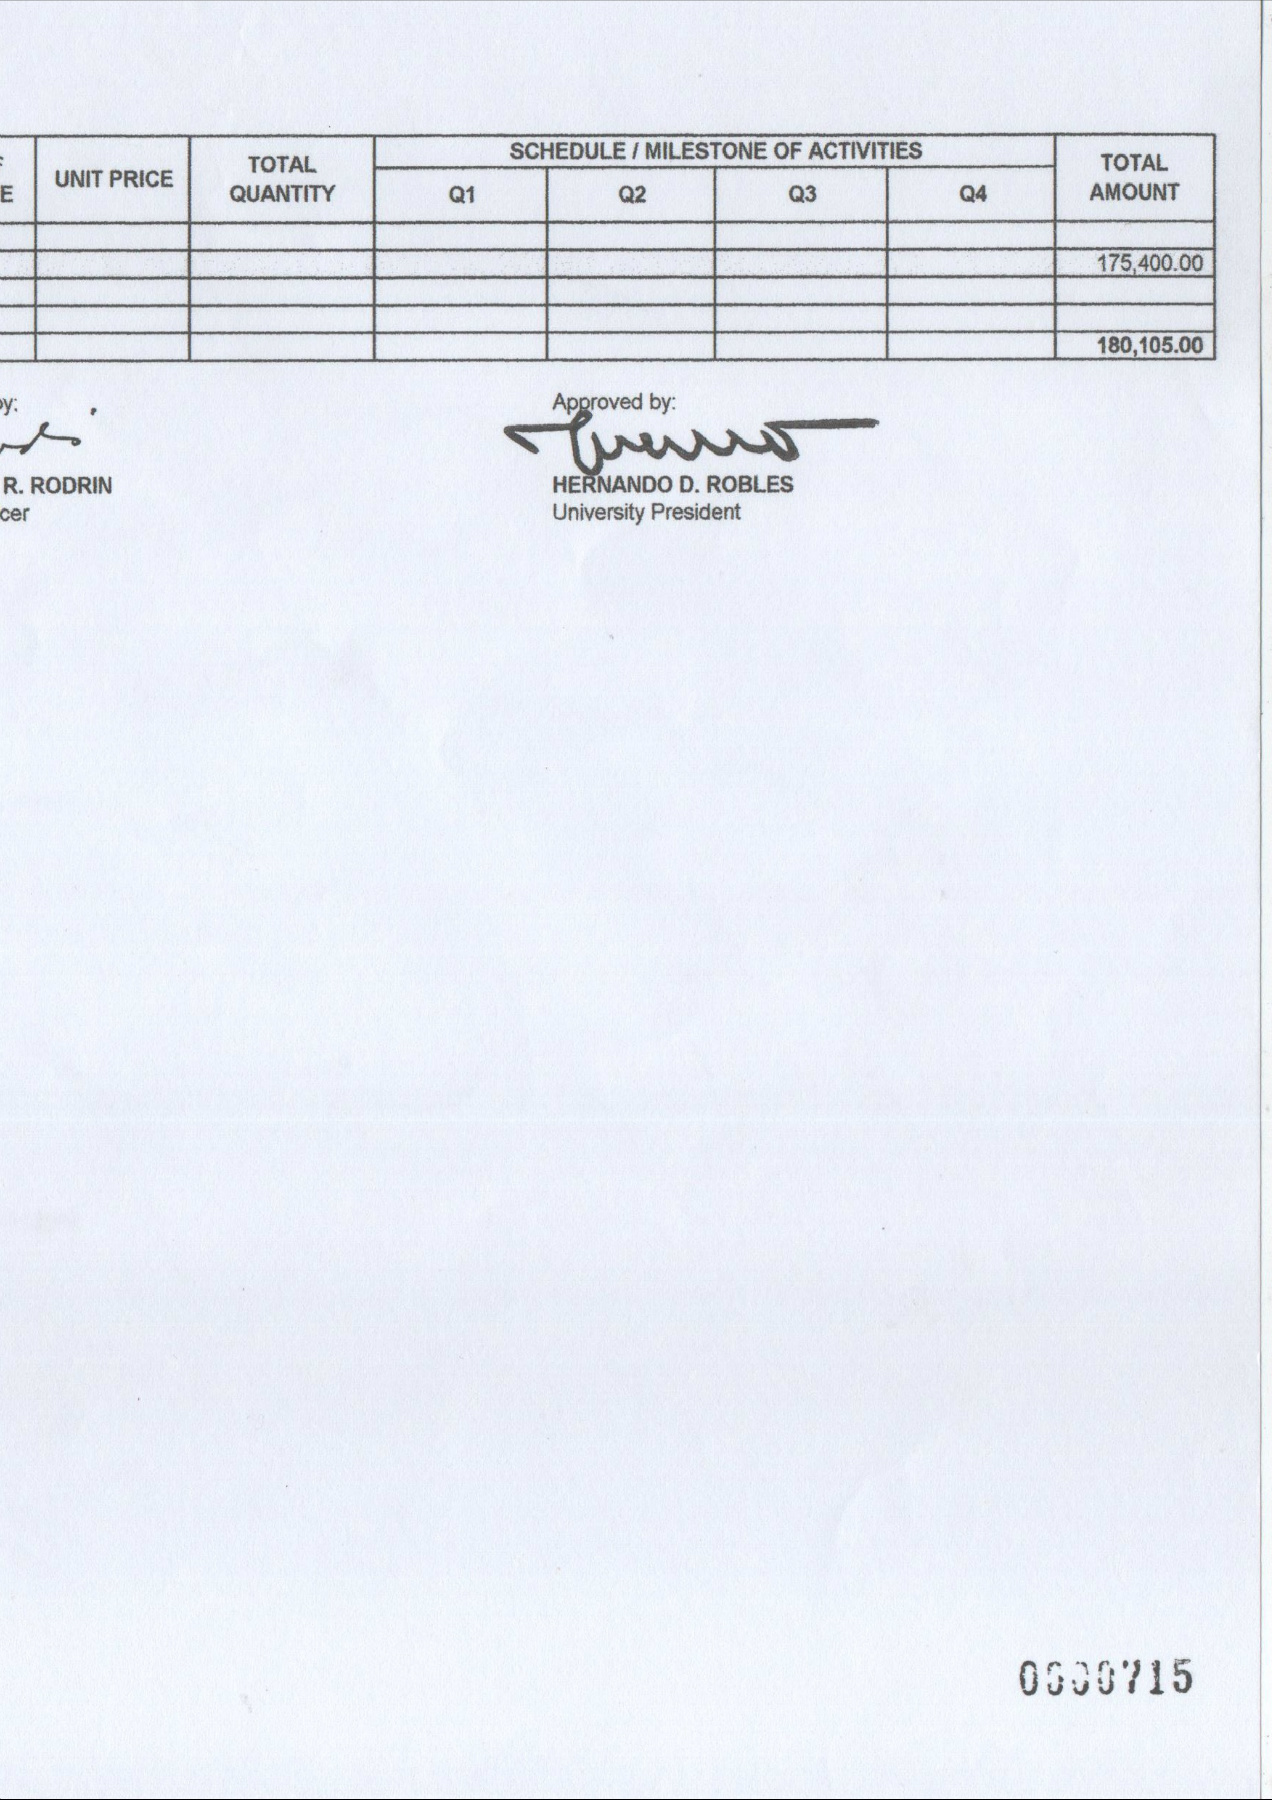 E UNIT PRICE TOTAL QUANTITY SCHEDULE / MILESTONE OF ACTIVITIES TOTAL AMOUNT
Q1 Q2 Q3 Q4
175,400.00
180,105.00
by: Approved by:
R. RODRIN HERNANDO D. ROBLES
cer University President
0000715